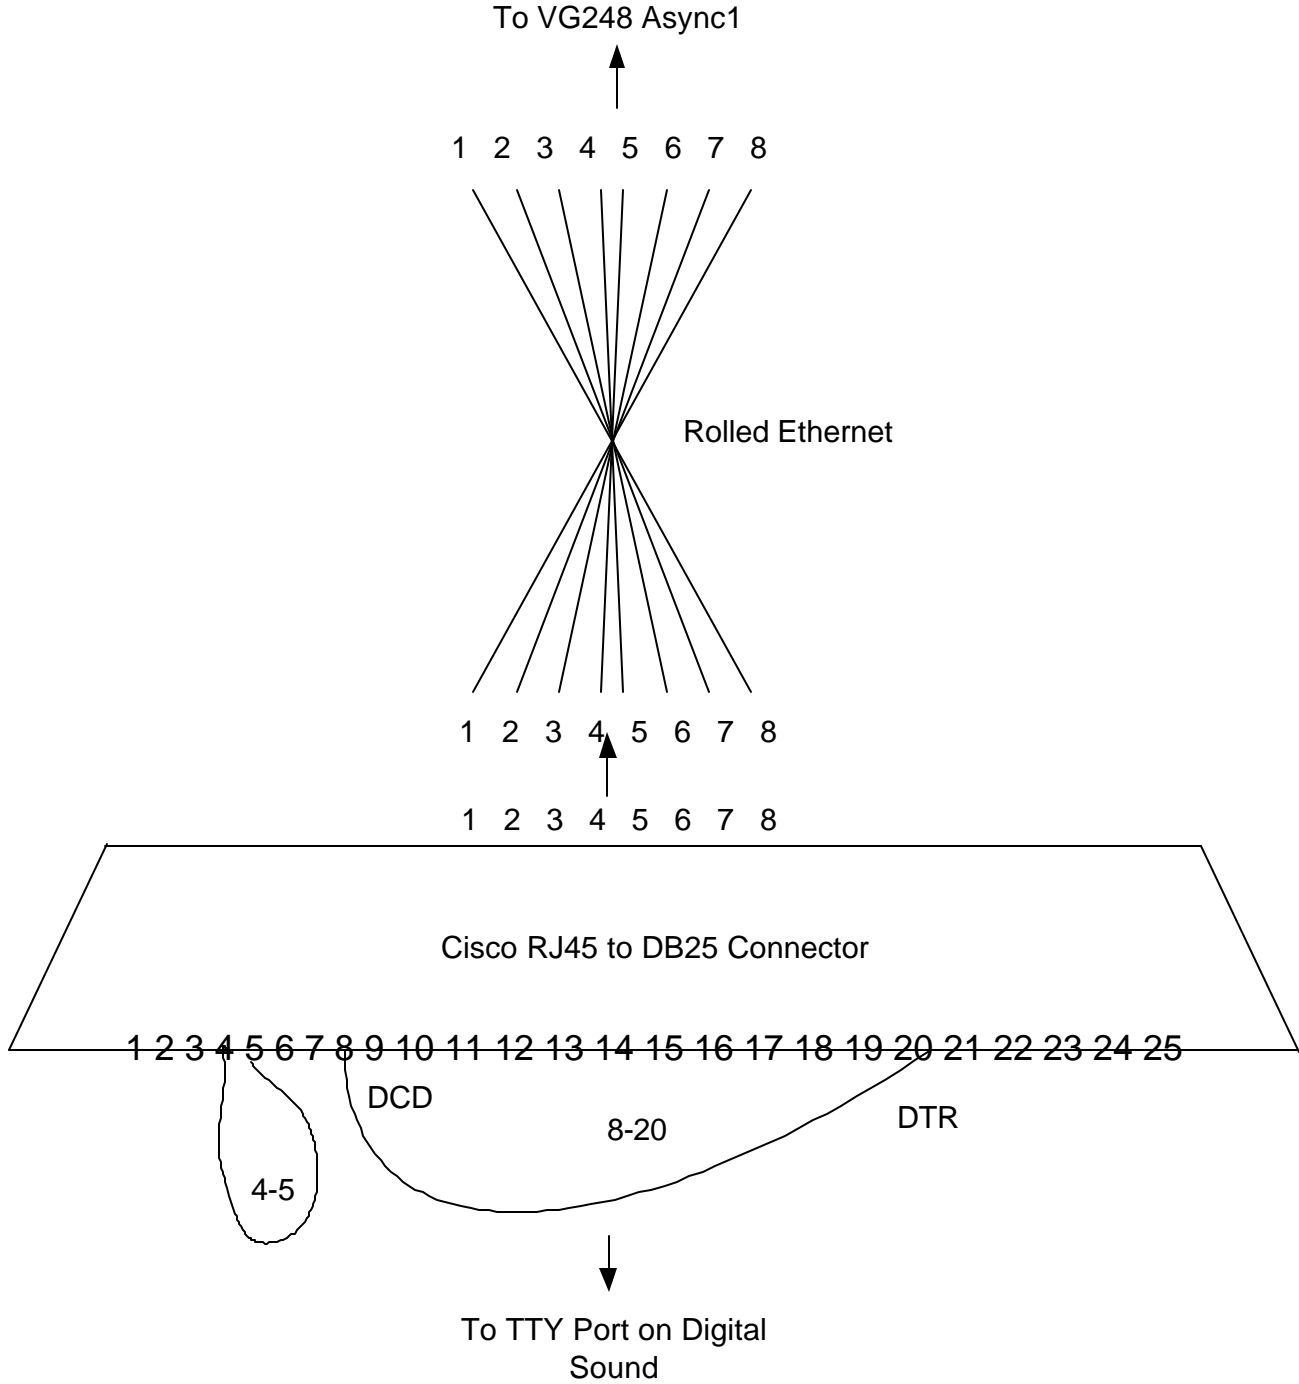 To VG248 Async1
1 2 3 4 5 6 7 8
Rolled Ethernet
1 2 3 4 5 6 7 8
1 2 3 4 5 6 7 8
Cisco RJ45 to DB25 Connector
1 2 3 4 5 6 7 8 9 10 11 12 13 14 15 16 17 18 19 20 21 22 23 24 25
DCD
DTR
8-20
4-5
To TTY Port on Digital
Sound